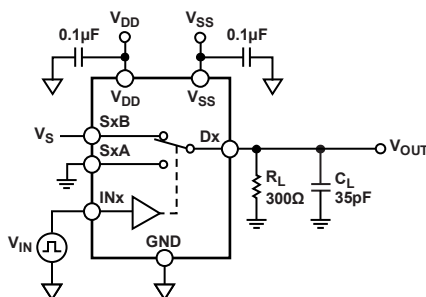 VDD VSS
0.1µF 0.1µF
VDD VSS
SxB
VS Dx VOUT
SxA
RL CL
300Ω 35pF
INx
VIN GND